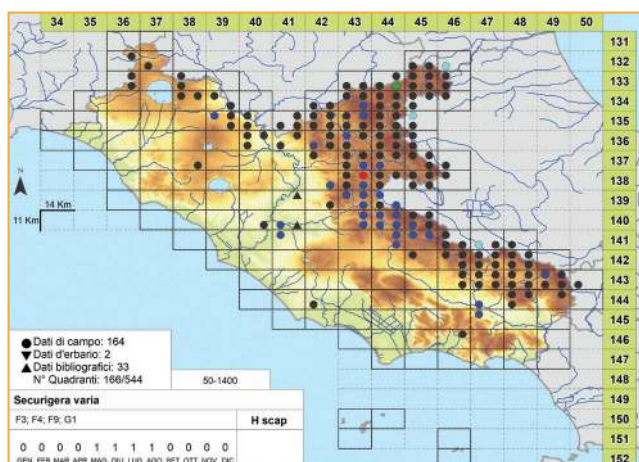 34 35 36 37 38 39 40 41 42 43 44 45 46 47 48 49 50
131
132
133
134
135
136
137
138
139
140
141
142
143
144
145
146
147
148
149
150
151
152
N
14 Km
11 Km
Dati di campo: 164
Dati d'erbario: 2
Dati bibliografici: 33
N° Quadranti: 166/544
50-1400
Securigera varia
F3; F4; F9; G1
H scap
0 0 0 0 1 1 1 1 0 0 0 0
GEN FEB MAR APR MAG GIU LUG AGO SET OTT NOV DIC